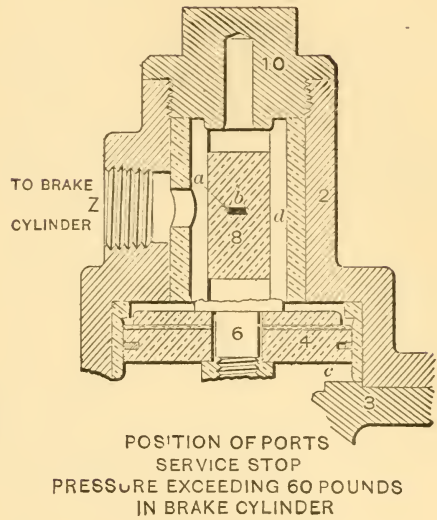 10
TO BRAKE
Z
CYLINDER
a
b
d
2
8
6
4
c
3
POSITION OF PORTS
SERVICE STOP
PRESSURE EXCEEDING 60 POUNDS
IN BRAKE CYLINDER